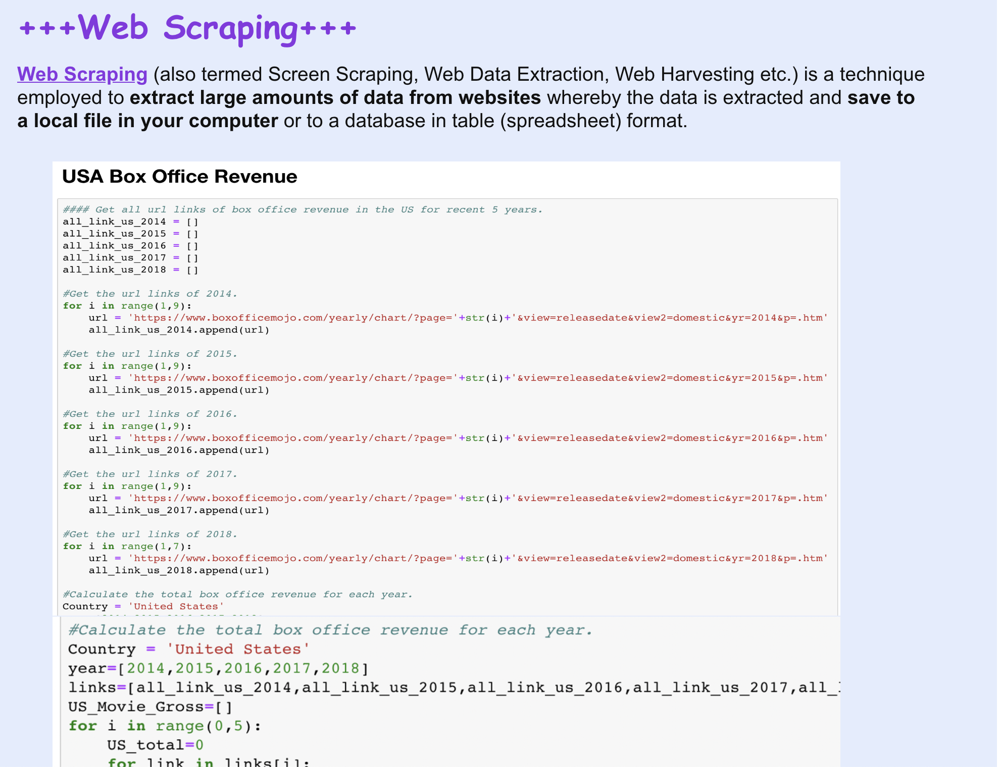 +++Web Scraping+++
Web Scraping (also termed Screen Scraping, Web Data Extraction, Web Harvesting etc.) is a technique
employed to extract large amounts of data from websites whereby the data is extracted and save to
a local file in your computer or to a database in table (spreadsheet) format.
USA Box Office Revenue
#### Get all url links of box office revenue in the US for recent 5 years.
all_link_us_2014 = []
all_link_us_2015 = []
all_link_us_2016 = []
all_link_us_2017 = []
all_link_us_2018 = []
#Get the url links of 2014.
for i in range(1,9):
    url = 'https://www.boxofficemojo.com/yearly/chart/?page='+str(i)+'&view=releasedate&view2=domestic&yr=2014&p=.htm'
    all_link_us_2014.append(url)
#Get the url links of 2015.
for i in range(1,9):
    url = 'https://www.boxofficemojo.com/yearly/chart/?page='+str(i)+'&view=releasedate&view2=domestic&yr=2015&p=.htm'
    all_link_us_2015.append(url)
#Get the url links of 2016.
for i in range(1,9):
    url = 'https://www.boxofficemojo.com/yearly/chart/?page='+str(i)+'&view=releasedate&view2=domestic&yr=2016&p=.htm'
    all_link_us_2016.append(url)
#Get the url links of 2017.
for i in range(1,9):
    url = 'https://www.boxofficemojo.com/yearly/chart/?page='+str(i)+'&view=releasedate&view2=domestic&yr=2017&p=.htm'
    all_link_us_2017.append(url)
#Get the url links of 2018.
for i in range(1,7):
    url = 'https://www.boxofficemojo.com/yearly/chart/?page='+str(i)+'&view=releasedate&view2=domestic&yr=2018&p=.htm'
    all_link_us_2018.append(url)
#Calculate the total box office revenue for each year.
Country = 'United States'
#Calculate the total box office revenue for each year.
Country = 'United States'
year=[2014,2015,2016,2017,2018]
links=[all_link_us_2014,all_link_us_2015,all_link_us_2016,all_link_us_2017,all_
US_Movie_Gross=[]
for i in range(0,5):
    US_total=0
    for link in links[i]: